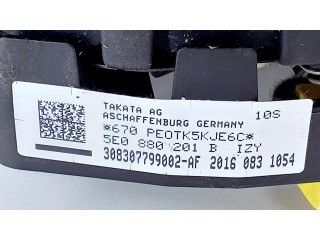 TAKATA AG 10S
ASCHAFFENBURG GERMANY
*670 PEOTK5KJE6C*
5E0 880 201 B IZY
308307799002-AF 2016 083 1054